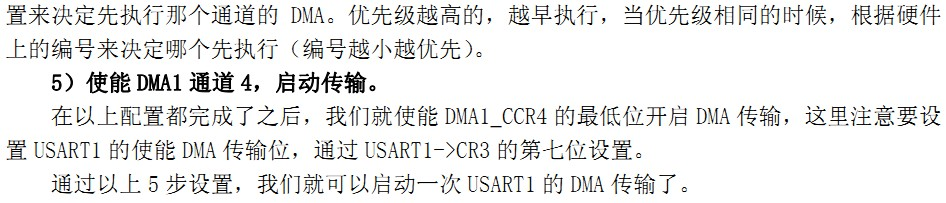 置来决定先执行那个通道的 DMA。优先级越高的，越早执行，当优先级相同的时候，根据硬件
上的编号来决定哪个先执行（编号越小越优先）。
5）使能 DMA1 通道 4，启动传输。
在以上配置都完成了之后，我们就使能 DMA1_CCR4 的最低位开启 DMA 传输，这里注意要设
置 USART1 的使能 DMA 传输位，通过 USART1->CR3 的第七位设置。
通过以上 5 步设置，我们就可以启动一次 USART1 的 DMA 传输了。